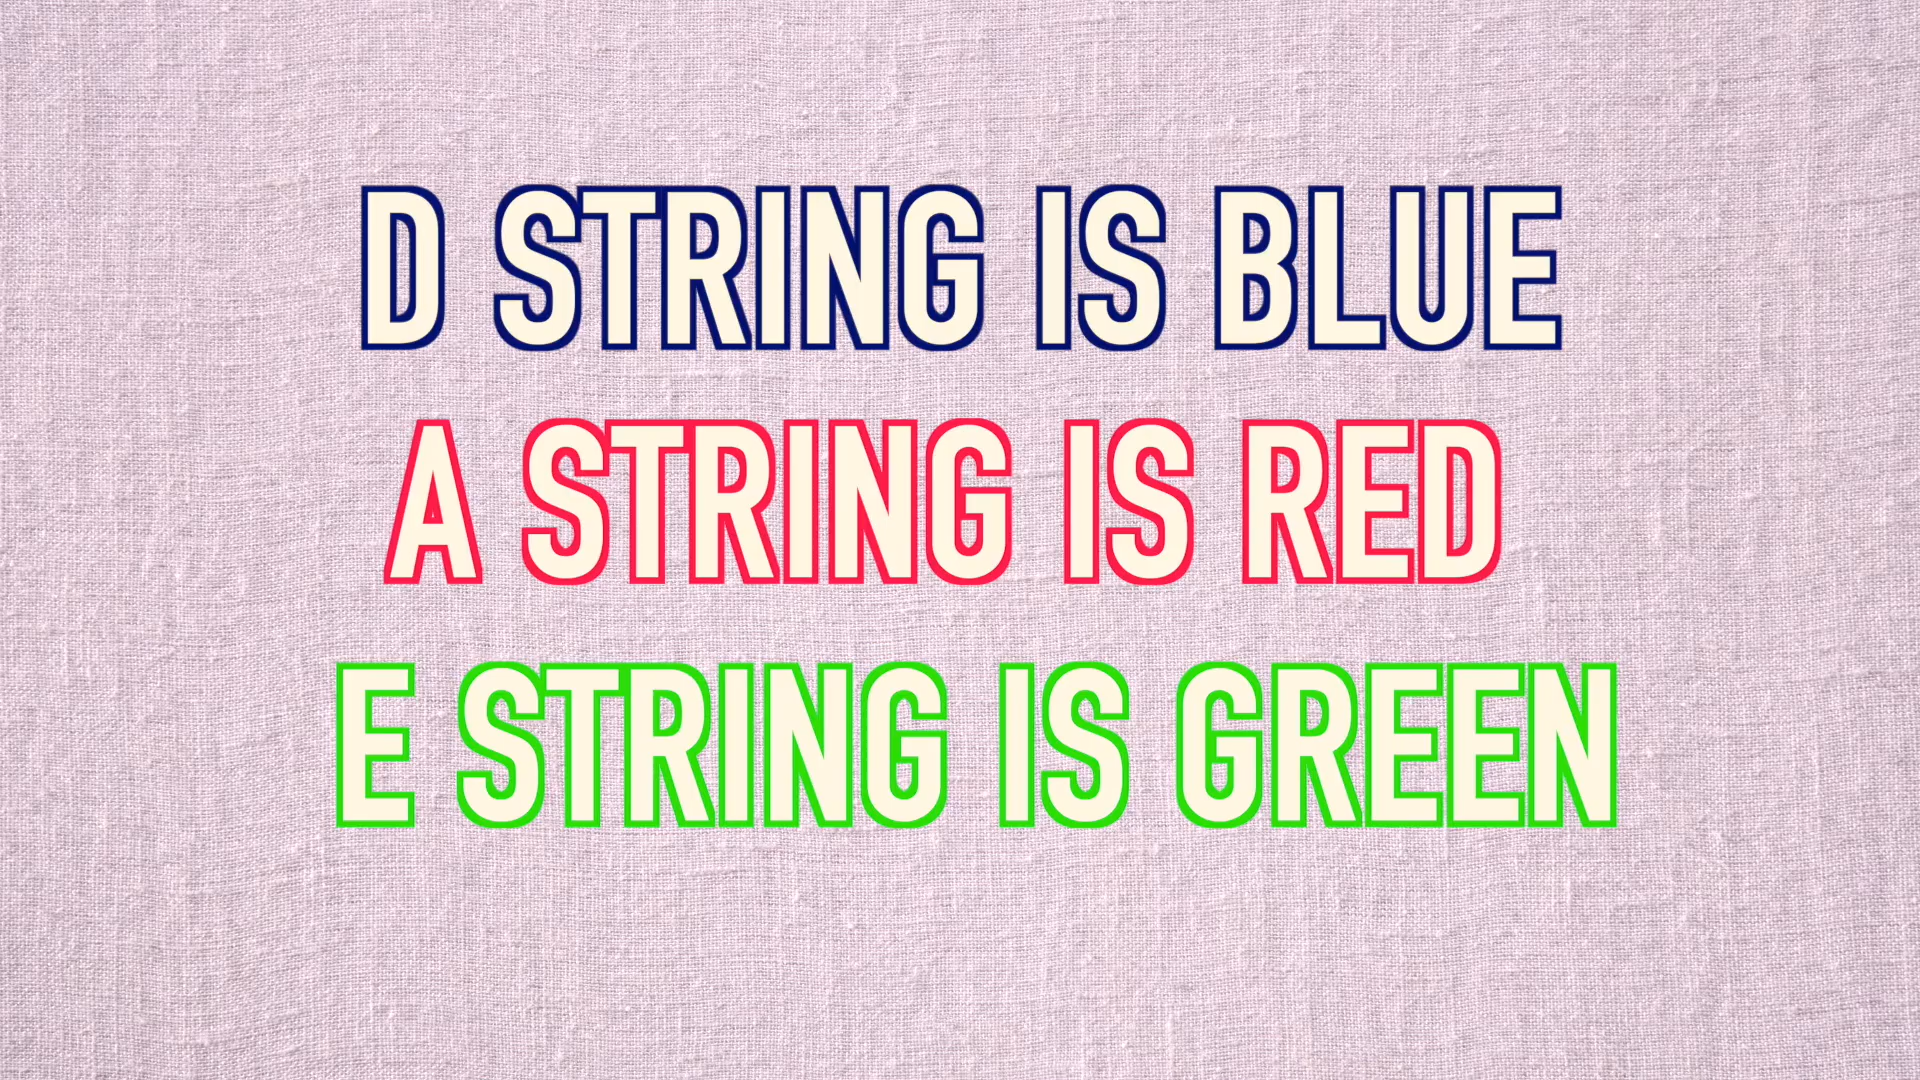 D STRING IS BLUE
A STRING IS RED
E STRING IS GREEN